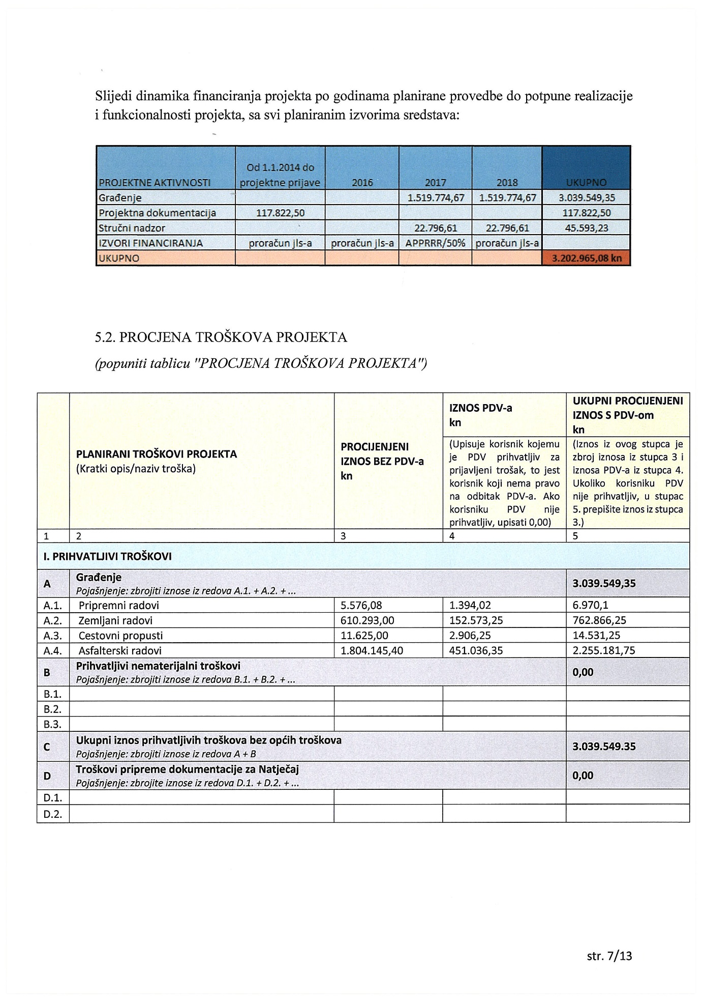 Slijedi dinamika financiranja projekta po godinama planirane provedbe do potpune realizacije
i funkcionalnosti projekta, sa svi planiranim izvorima sredstava:
PROJEKTNE AKTIVNOSTI Od 1.1.2014 do projektne prijave 2016 2017 2018 UKUPNO
Građenje 1.519.774,67 1.519.774,67 3.039.549,35
Projektna dokumentacija 117.822,50 117.822,50
Stručni nadzor 22.796,61 22.796,61 45.593,23
IZVORI FINANCIRANJA proračun jls-a proračun jls-a APPRRR/50% proračun jls-a
UKUPNO 3.202.965,08 kn
5.2. PROCJENA TROŠKOVA PROJEKTA
(popuniti tablicu "PROCJENA TROŠKOVA PROJEKTA")
PLANIRANI TROŠKOVI PROJEKTA
(Kratki opis/naziv troška)
PROCIJENJENI
IZNOS BEZ PDV-a
kn
IZNOS PDV-a
kn
(Upisuje korisnik kojemu
je PDV prihvatljiv za
prijavljeni trošak, to jest
korisnik koji nema pravo
na odbitak PDV-a. Ako
korisniku PDV nije
prihvatljiv, upisati 0,00)
UKUPNI PROCIJENJENI
IZNOS S PDV-om
kn
(Iznos iz ovog stupca je
zbroj iznosa iz stupca 3 i
iznosa PDV-a iz stupca 4.
Ukoliko korisniku PDV
nije prihvatljiv, u stupac
5. prepišite iznos iz stupca
3.)
1 2 3 4 5
I. PRIHVATLJIVI TROŠKOVI
A Građenje 3.039.549,35
Pojašnjenje: zbrojiti iznose iz redova A.1. + A.2. + ...
A.1. Pripremni radovi 5.576,08 1.394,02 6.970,1
A.2. Zemljani radovi 610.293,00 152.573,25 762.866,25
A.3. Cestovni propusti 11.625,00 2.906,25 14.531,25
A.4. Asfalterski radovi 1.804.145,40 451.036,35 2.255.181,75
B Prihvatljivi nematerijalni troškovi 0,00
Pojašnjenje: zbrojiti iznose iz redova B.1. + B.2. + ...
B.1.
B.2.
B.3.
C Ukupni iznos prihvatljivih troškova bez općih troškova 3.039.549.35
Pojašnjenje: zbrojiti iznose iz redova A + B
D Troškovi pripreme dokumentacije za Natječaj 0,00
Pojašnjenje: zbrojite iznose iz redova D.1. + D.2. + ...
D.1.
D.2.
str. 7/13